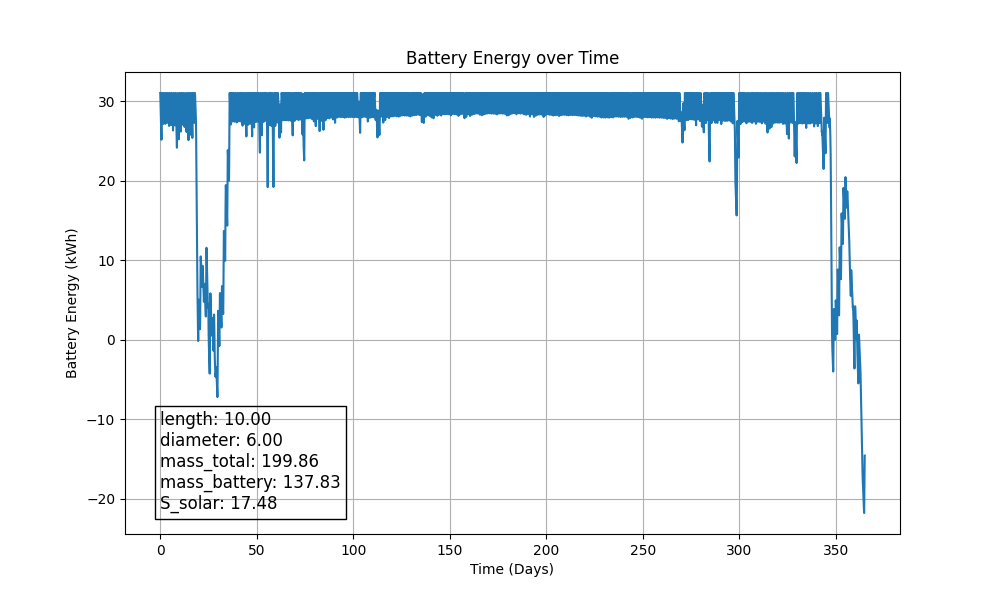 Battery Energy over Time
Battery Energy (kWh)
30
20
10
0
−10
−20
length: 10.00
diameter: 6.00
mass_total: 199.86
mass_battery: 137.83
S_solar: 17.48
0 50 100 150 200 250 300 350
Time (Days)